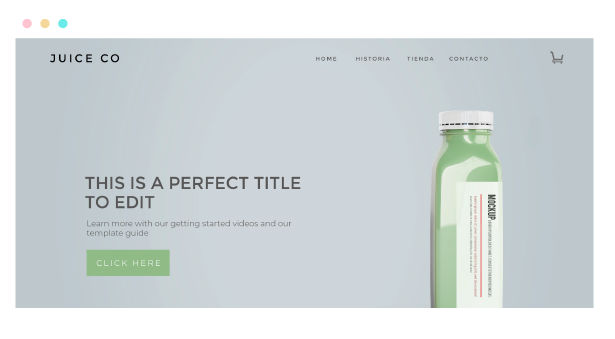 JUICE CO
HOME HISTORIA TIENDA CONTACTO
THIS IS A PERFECT TITLE
TO EDIT
Learn more with our getting started videos and our
template guide
CLICK HERE
MOCKUP